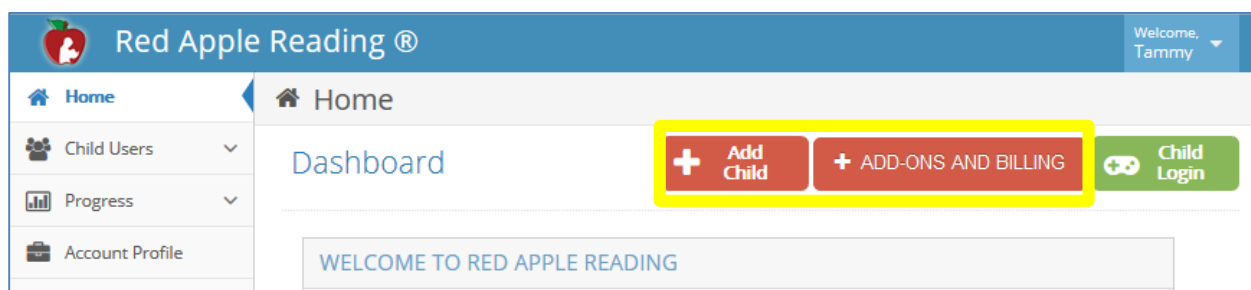 Red Apple Reading ®
Welcome,
Tammy
Home
Home
Child Users
Dashboard
Add
Child
ADD-ONS AND BILLING
Child
Login
Progress
Account Profile
WELCOME TO RED APPLE READING